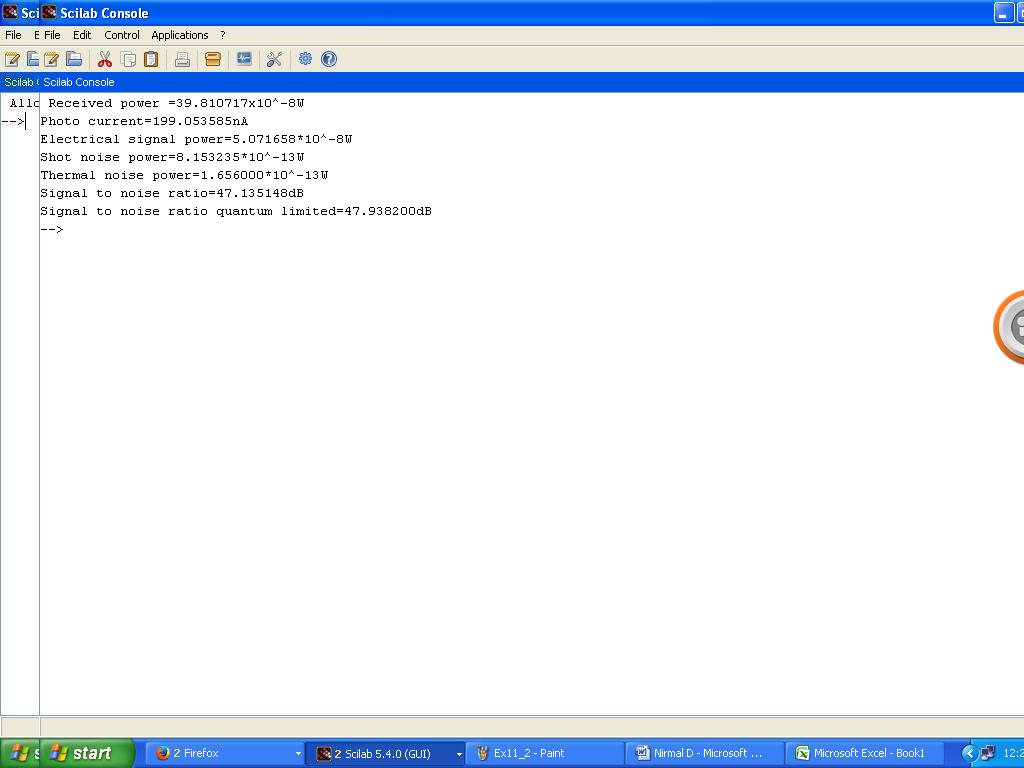 Sci Scilab Console
File E File Edit Control Applications ?
Scilab Scilab Console
Received power =39.810717x10^-8W
-->
Photo current=199.053585nA
Electrical signal power=5.071658*10^-8W
Shot noise power=8.153235*10^-13W
Thermal noise power=1.656000*10^-13W
Signal to noise ratio=47.135148dB
Signal to noise ratio quantum limited=47.938200dB
-->
s start 2 Firefox 2 Scilab 5.4.0 (GUI) Ex11_2 - Paint Nirmal D - Microsoft ... Microsoft Excel - Book1